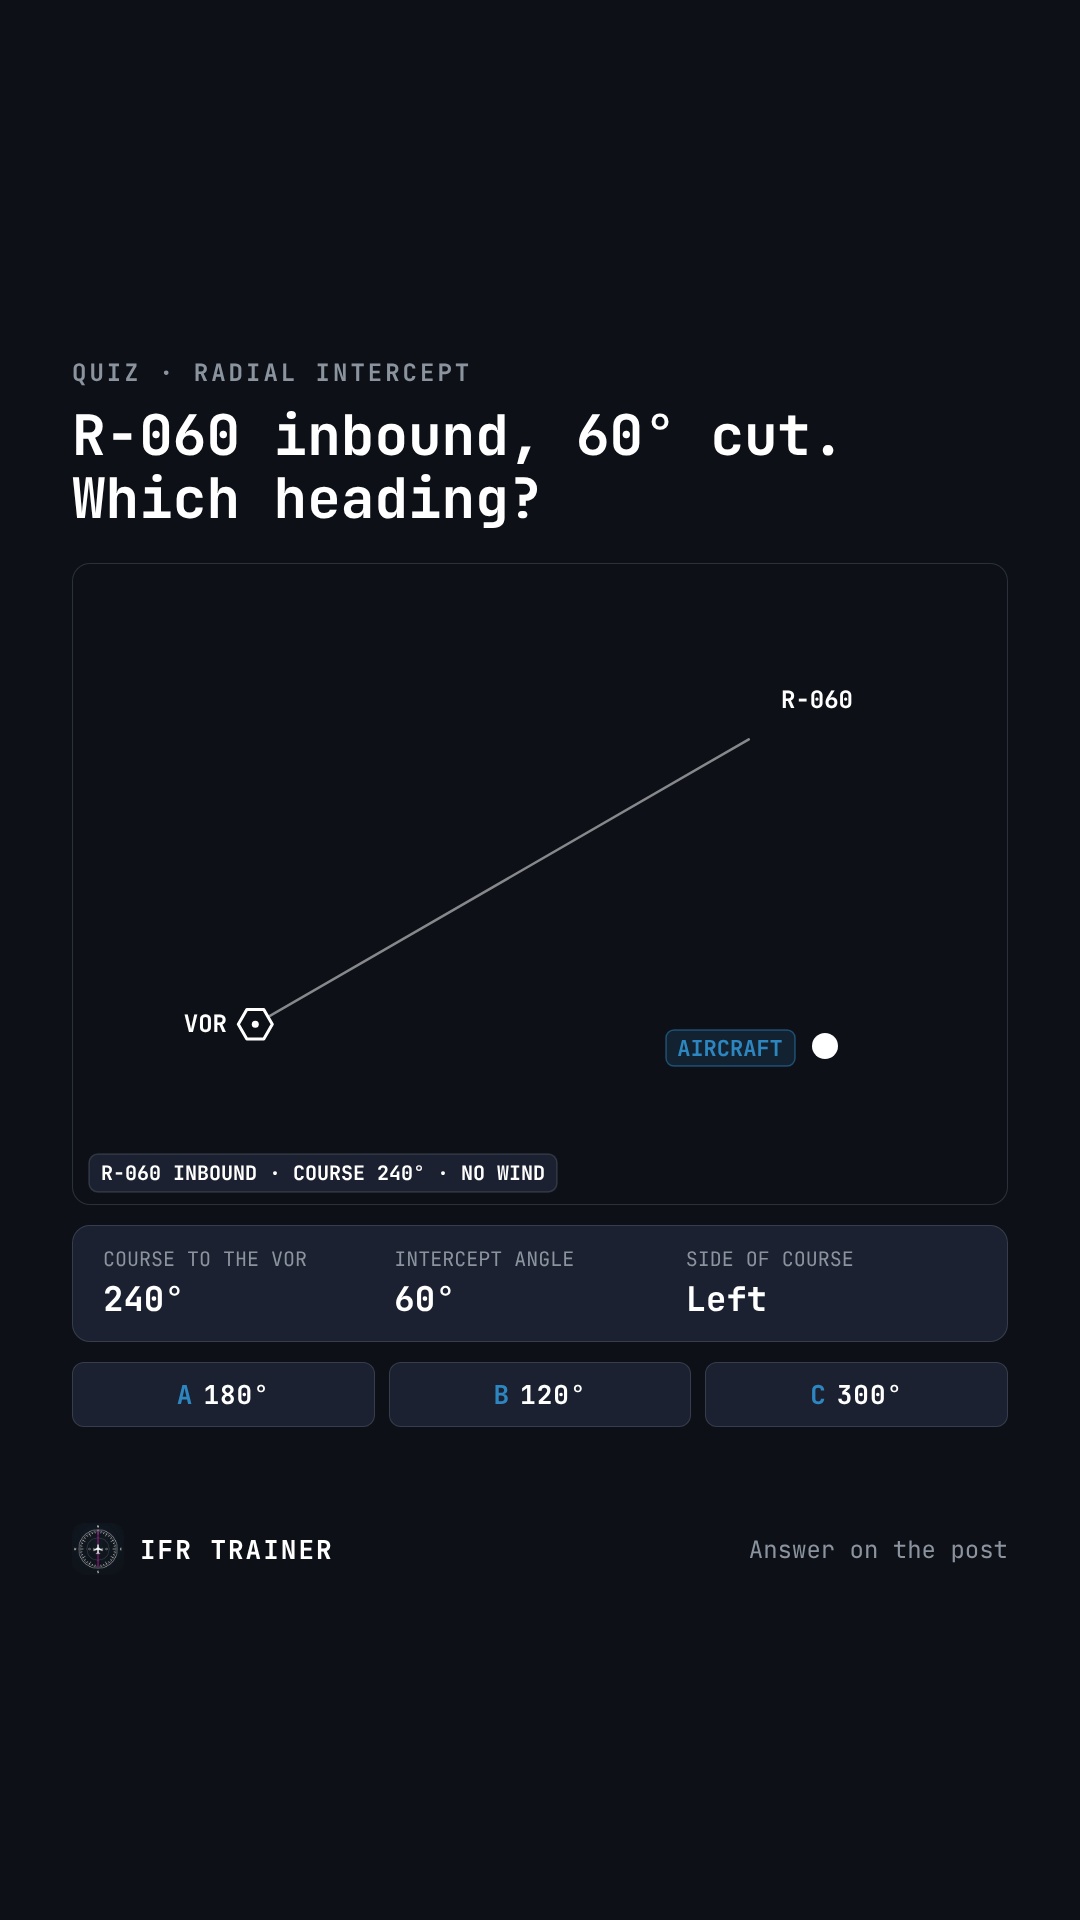 QUIZ · RADIAL INTERCEPT
R-060 inbound, 60° cut.
Which heading?
R-060
VOR
AIRCRAFT
R-060 INBOUND · COURSE 240° · NO WIND
COURSE TO THE VOR
240°
INTERCEPT ANGLE
60°
SIDE OF COURSE
Left
A 180°
B 120°
C 300°
IFR TRAINER
Answer on the post